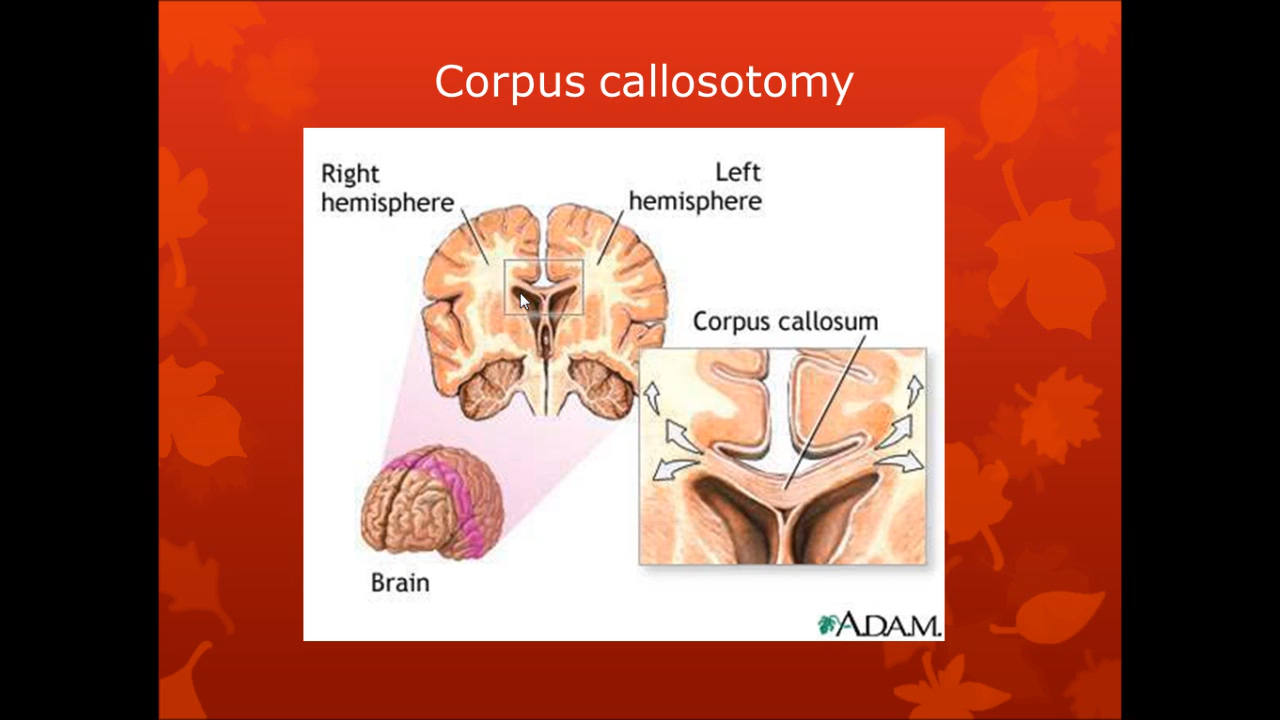 Corpus callosotomy
Right
hemisphere
Left
hemisphere
Corpus callosum
Brain
A.D.A.M.